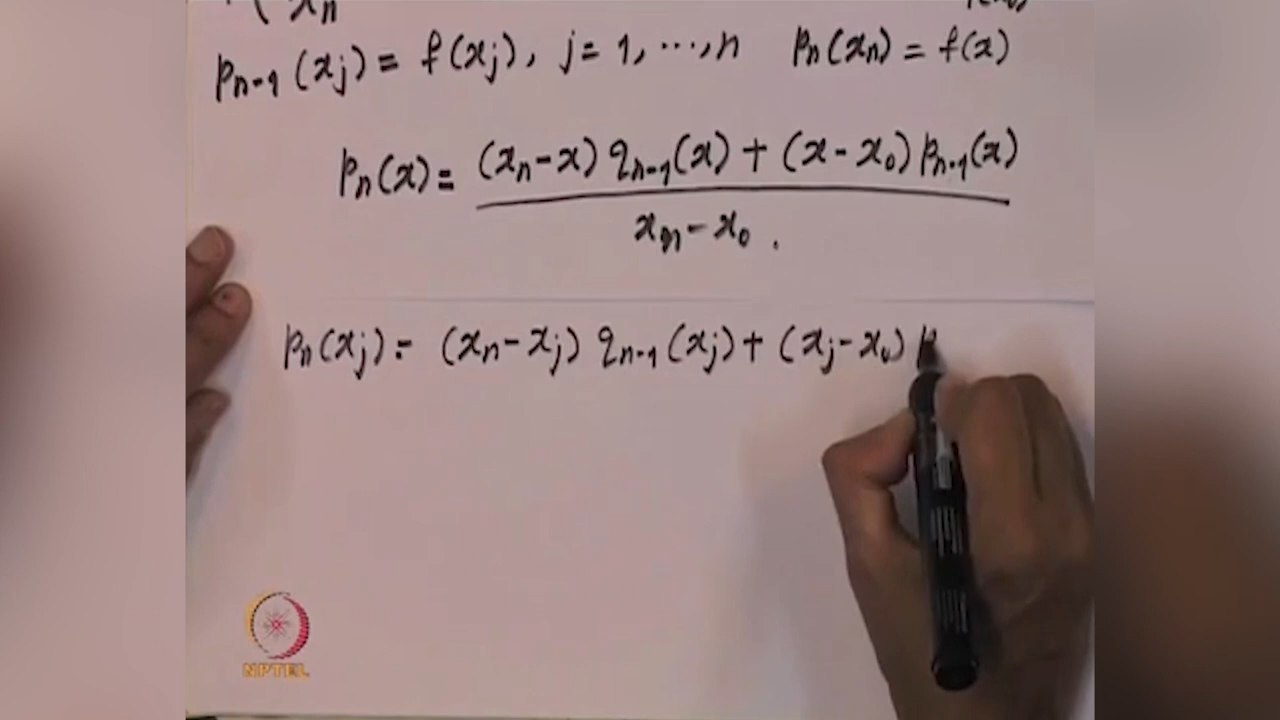 pₙ₋₁(xⱼ) = f(xⱼ), j = 1, ..., n pₙ(xₙ) = f(x)
pₙ(x) = (xₙ - x) qₙ₋₁(x) + (x - x₀) pₙ₋₁(x)
xₙ - x₀ .
pₙ(xⱼ) = (xₙ - xⱼ) qₙ₋₁(xⱼ) + (xⱼ - x₀) p
NPTEL